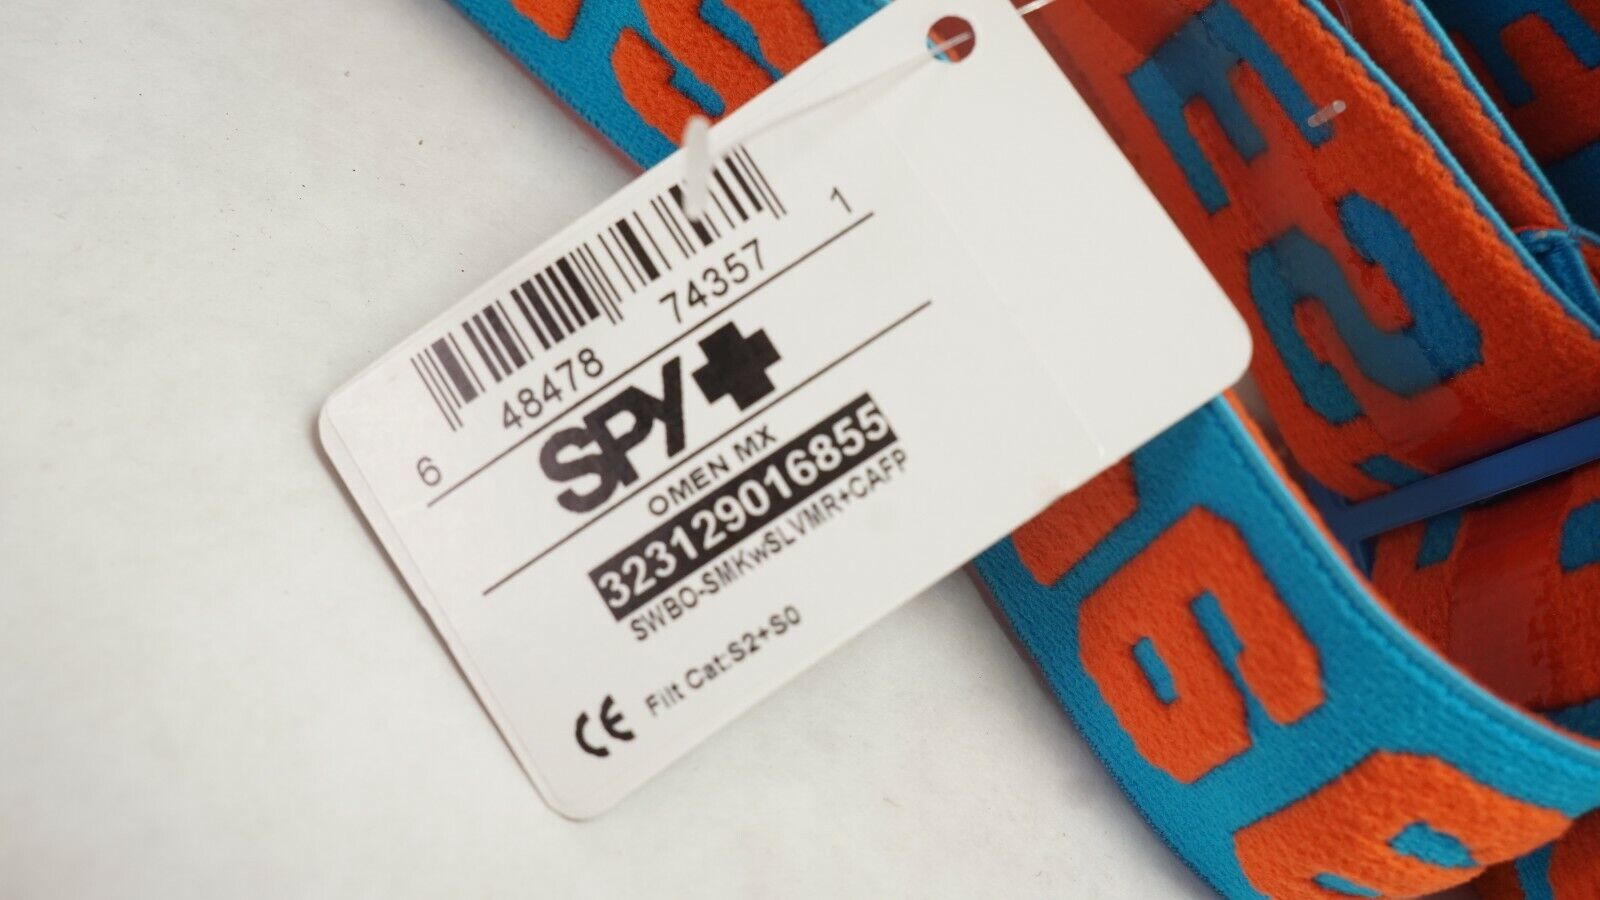 6 48478 74357 1
SPY+
OMEN MX
323129016855
SWBO-SMKwSLVMR+CAFP
CE Filt Cat:S2+S0